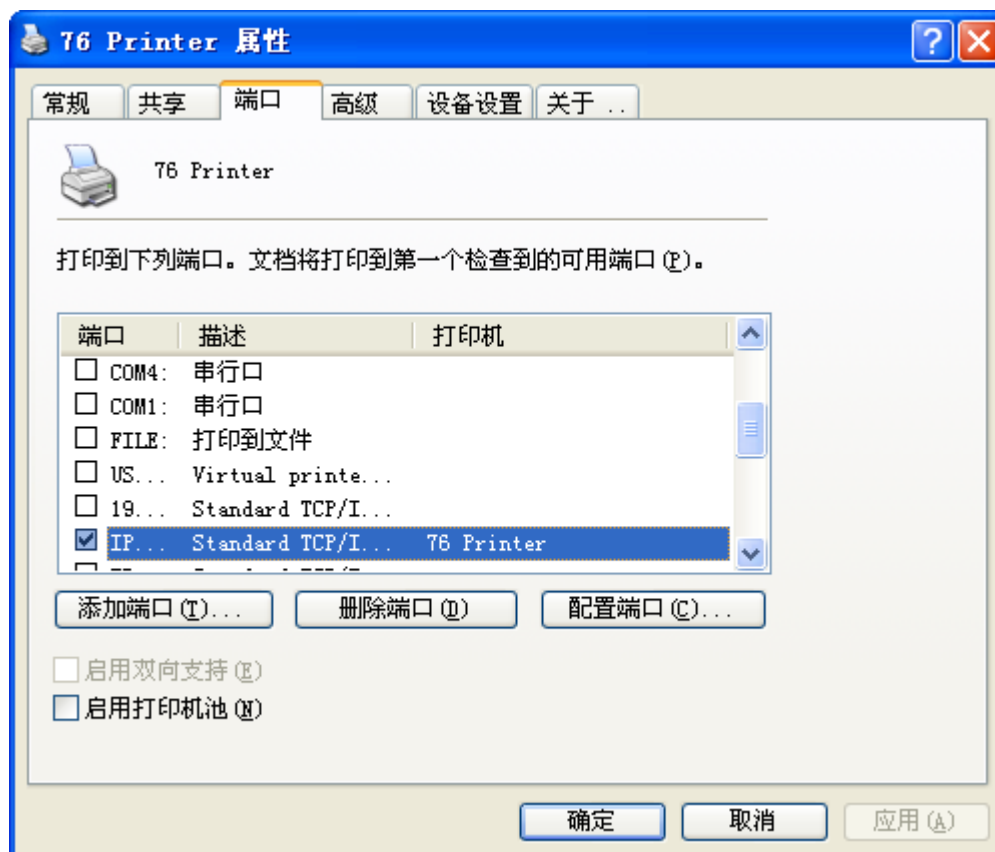 76 Printer 属性
常规 共享 端口 高级 设备设置 关于 ..
76 Printer
打印到下列端口。文档将打印到第一个检查到的可用端口(P)。
端口 描述 打印机
COM4: 串行口
COM1: 串行口
FILE: 打印到文件
US... Virtual printe...
19... Standard TCP/I...
IP... Standard TCP/I... 76 Printer
添加端口(T)... 删除端口(D) 配置端口(C)...
启用双向支持(E)
启用打印机池(N)
确定 取消 应用(A)